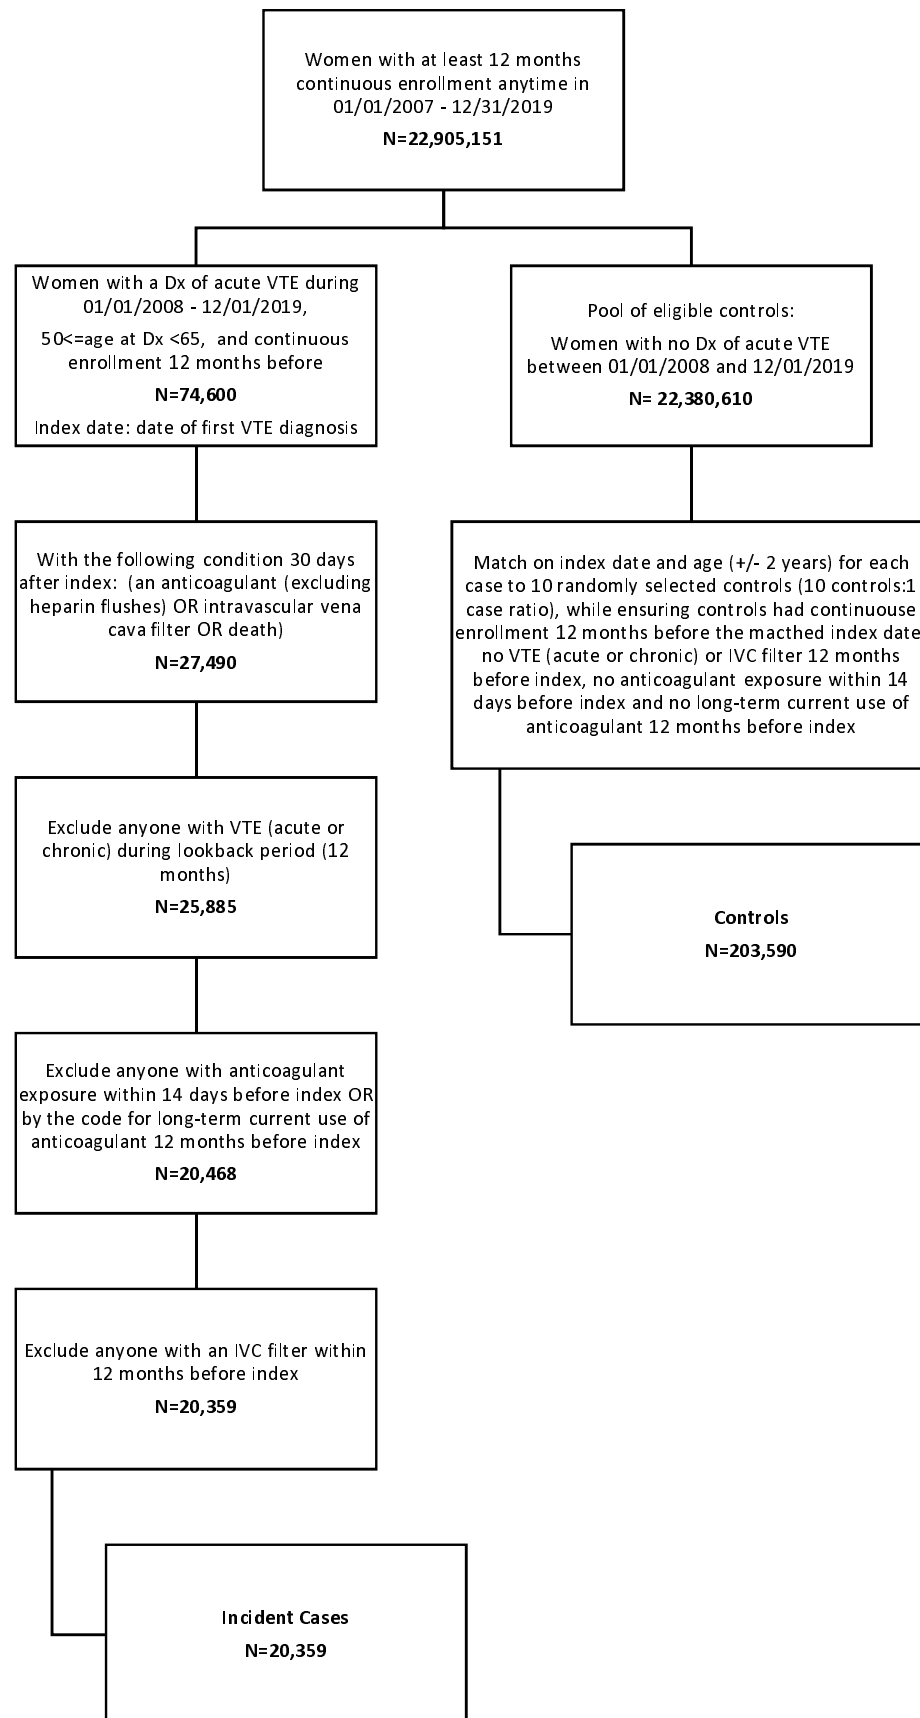 Women with at least 12 months
continuous enrollment anytime in
01/01/2007 - 12/31/2019
N=22,905,151
Women with a Dx of acute VTE during
01/01/2008 - 12/01/2019,
50<=age at Dx <65, and continuous
enrollment 12 months before
N=74,600
Index date: date of first VTE diagnosis
Pool of eligible controls:
Women with no Dx of acute VTE
between 01/01/2008 and 12/01/2019
N= 22,380,610
With the following condition 30 days
after index: (an anticoagulant (excluding
heparin flushes) OR intravascular vena
cava filter OR death)
N=27,490
Match on index date and age (+/- 2 years) for each
case to 10 randomly selected controls (10 controls:1
case ratio), while ensuring controls had continuouse
enrollment 12 months before the macthed index date
no VTE (acute or chronic) or IVC filter 12 months
before index, no anticoagulant exposure within 14
days before index and no long-term current use of
anticoagulant 12 months before index
Exclude anyone with VTE (acute or
chronic) during lookback period (12
months)
N=25,885
Controls
N=203,590
Exclude anyone with anticoagulant
exposure within 14 days before index OR
by the code for long-term current use of
anticoagulant 12 months before index
N=20,468
Exclude anyone with an IVC filter within
12 months before index
N=20,359
Incident Cases
N=20,359